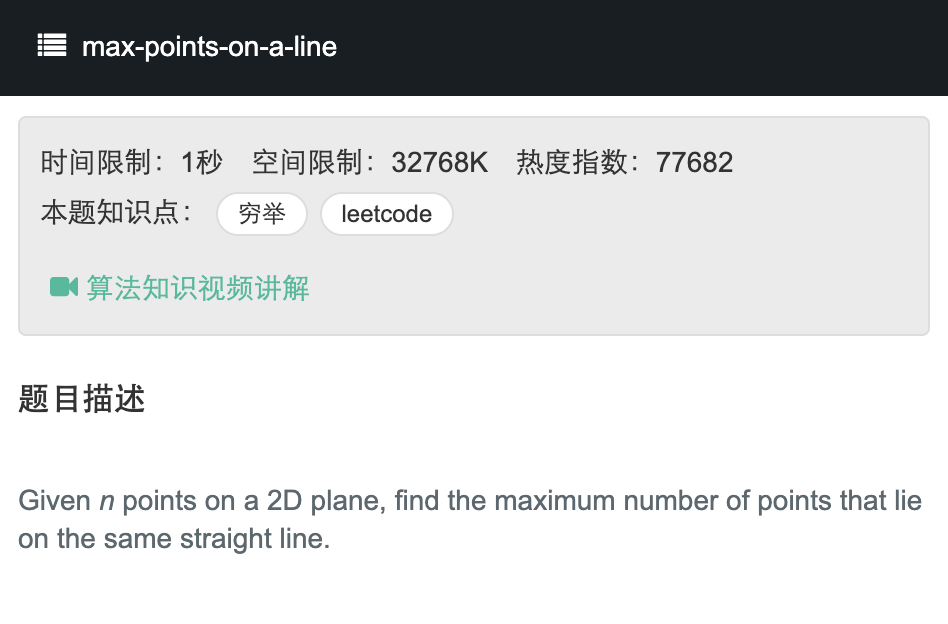 max-points-on-a-line
时间限制：1秒 空间限制：32768K 热度指数：77682
本题知识点： 穷举 leetcode
算法知识视频讲解
题目描述
Given n points on a 2D plane, find the maximum number of points that lie
on the same straight line.